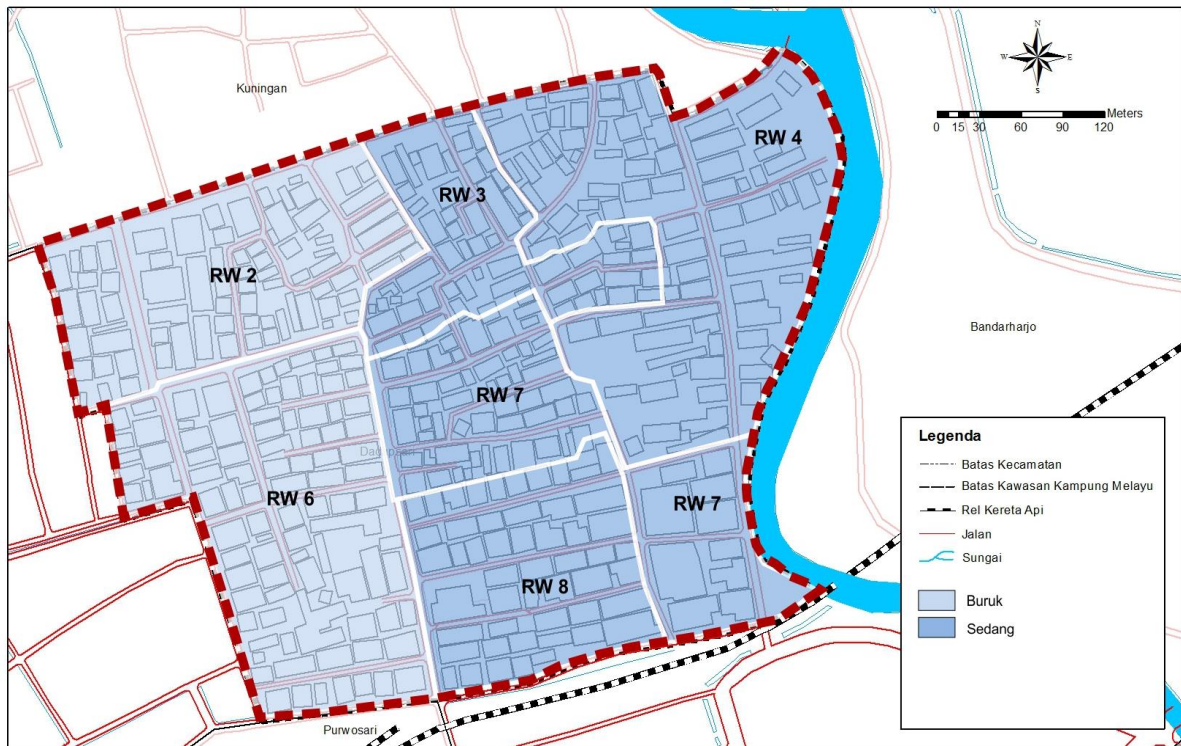 N
W
E
S
Meters
0 15 30 60 90 120
Kuningan
RW 4
RW 3
RW 2
Bandarharjo
RW 7
Dadapsari
RW 6
RW 7
RW 8
Purwosari
Legenda
Batas Kecamatan
Batas Kawasan Kampung Melayu
Rel Kereta Api
Jalan
Sungai
Buruk
Sedang